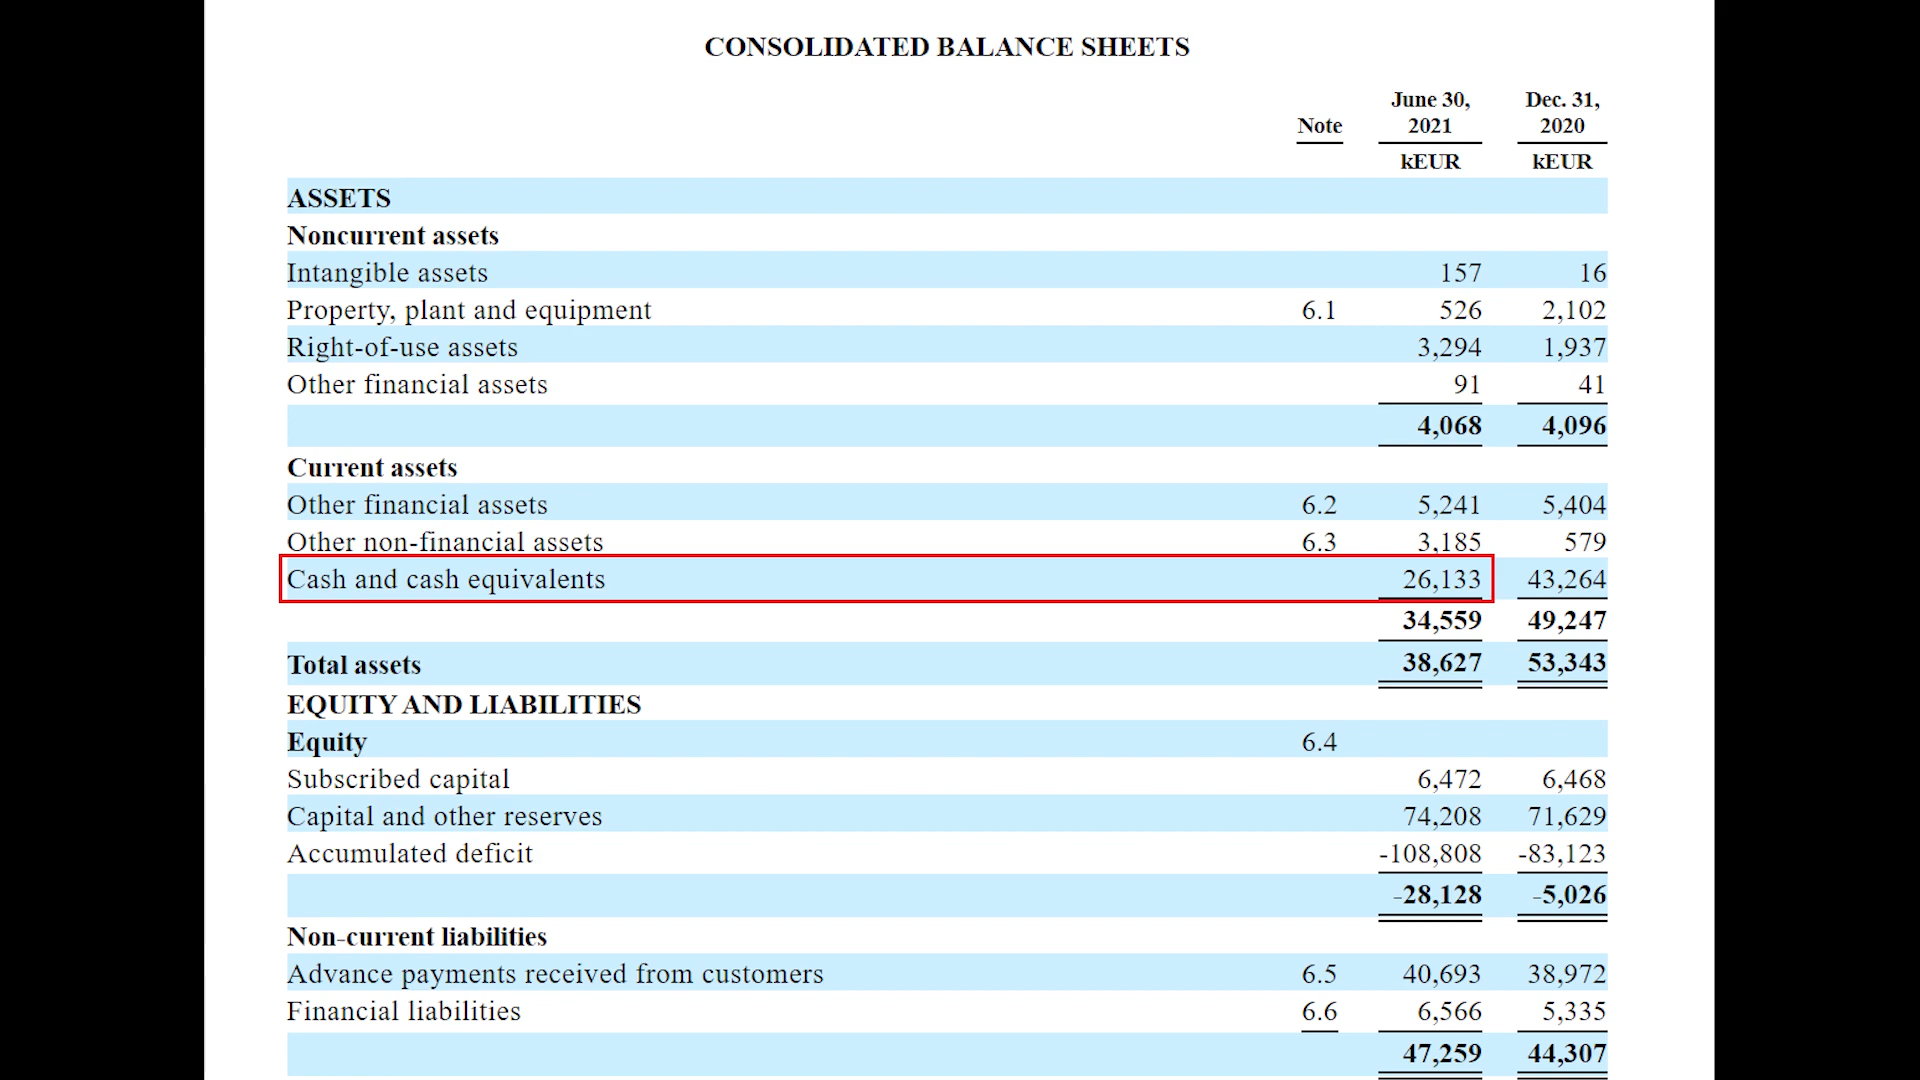 CONSOLIDATED BALANCE SHEETS
June 30, Dec. 31,
Note 2021 2020
kEUR kEUR
ASSETS
Noncurrent assets
Intangible assets 157 16
Property, plant and equipment 6.1 526 2,102
Right-of-use assets 3,294 1,937
Other financial assets 91 41
4,068 4,096
Current assets
Other financial assets 6.2 5,241 5,404
Other non-financial assets 6.3 3,185 579
Cash and cash equivalents 26,133 43,264
34,559 49,247
Total assets 38,627 53,343
EQUITY AND LIABILITIES
Equity 6.4
Subscribed capital 6,472 6,468
Capital and other reserves 74,208 71,629
Accumulated deficit -108,808 -83,123
-28,128 -5,026
Non-current liabilities
Advance payments received from customers 6.5 40,693 38,972
Financial liabilities 6.6 6,566 5,335
47,259 44,307